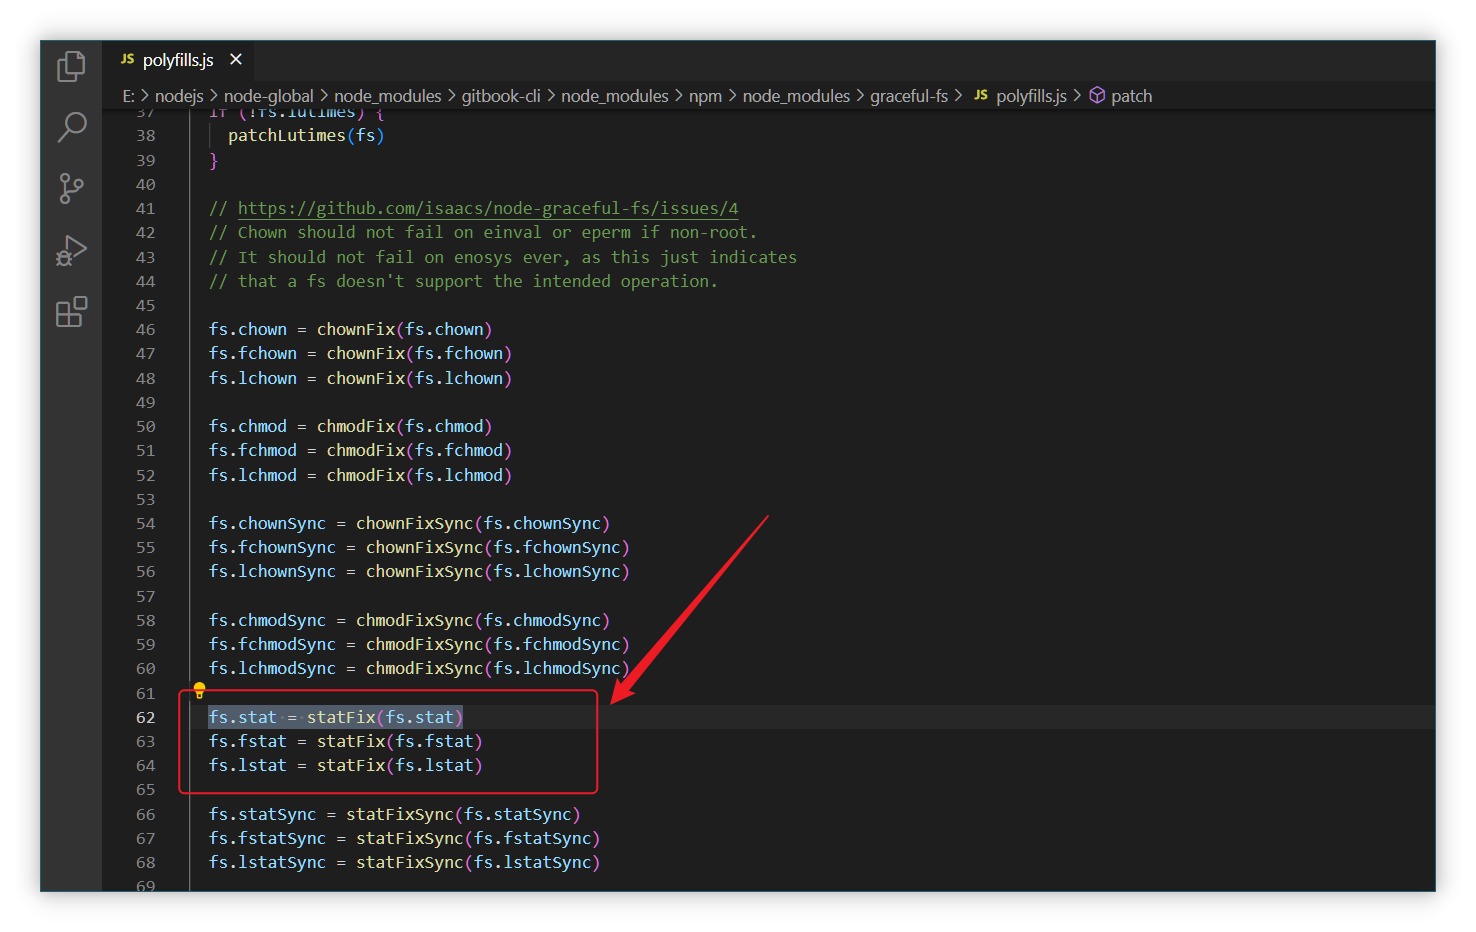 JS polyfills.js ×
E: > nodejs > node-global > node_modules > gitbook-cli > node_modules > npm > node_modules > graceful-fs > JS polyfills.js > patch
37 if (!fs.lutimes) {
38 patchLutimes(fs)
39 }
40
41 // https://github.com/isaacs/node-graceful-fs/issues/4
42 // Chown should not fail on einval or eperm if non-root.
43 // It should not fail on enosys ever, as this just indicates
44 // that a fs doesn't support the intended operation.
45
46 fs.chown = chownFix(fs.chown)
47 fs.fchown = chownFix(fs.fchown)
48 fs.lchown = chownFix(fs.lchown)
49
50 fs.chmod = chmodFix(fs.chmod)
51 fs.fchmod = chmodFix(fs.fchmod)
52 fs.lchmod = chmodFix(fs.lchmod)
53
54 fs.chownSync = chownFixSync(fs.chownSync)
55 fs.fchownSync = chownFixSync(fs.fchownSync)
56 fs.lchownSync = chownFixSync(fs.lchownSync)
57
58 fs.chmodSync = chmodFixSync(fs.chmodSync)
59 fs.fchmodSync = chmodFixSync(fs.fchmodSync)
60 fs.lchmodSync = chmodFixSync(fs.lchmodSync)
61
62 fs.stat = statFix(fs.stat)
63 fs.fstat = statFix(fs.fstat)
64 fs.lstat = statFix(fs.lstat)
65
66 fs.statSync = statFixSync(fs.statSync)
67 fs.fstatSync = statFixSync(fs.fstatSync)
68 fs.lstatSync = statFixSync(fs.lstatSync)
69